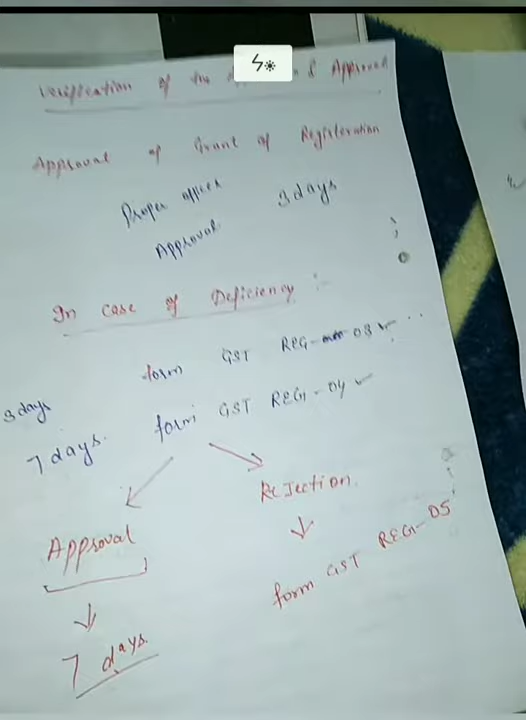 Verification of the & Approval
Approval of Grant of Registeration
Proper officer 3 days
Approval
In Case of Deficiency :-
3 days form GST REG- 03
7 days. form GST REG - 04
Approval Rejection.
7 days. form GST REG- 05